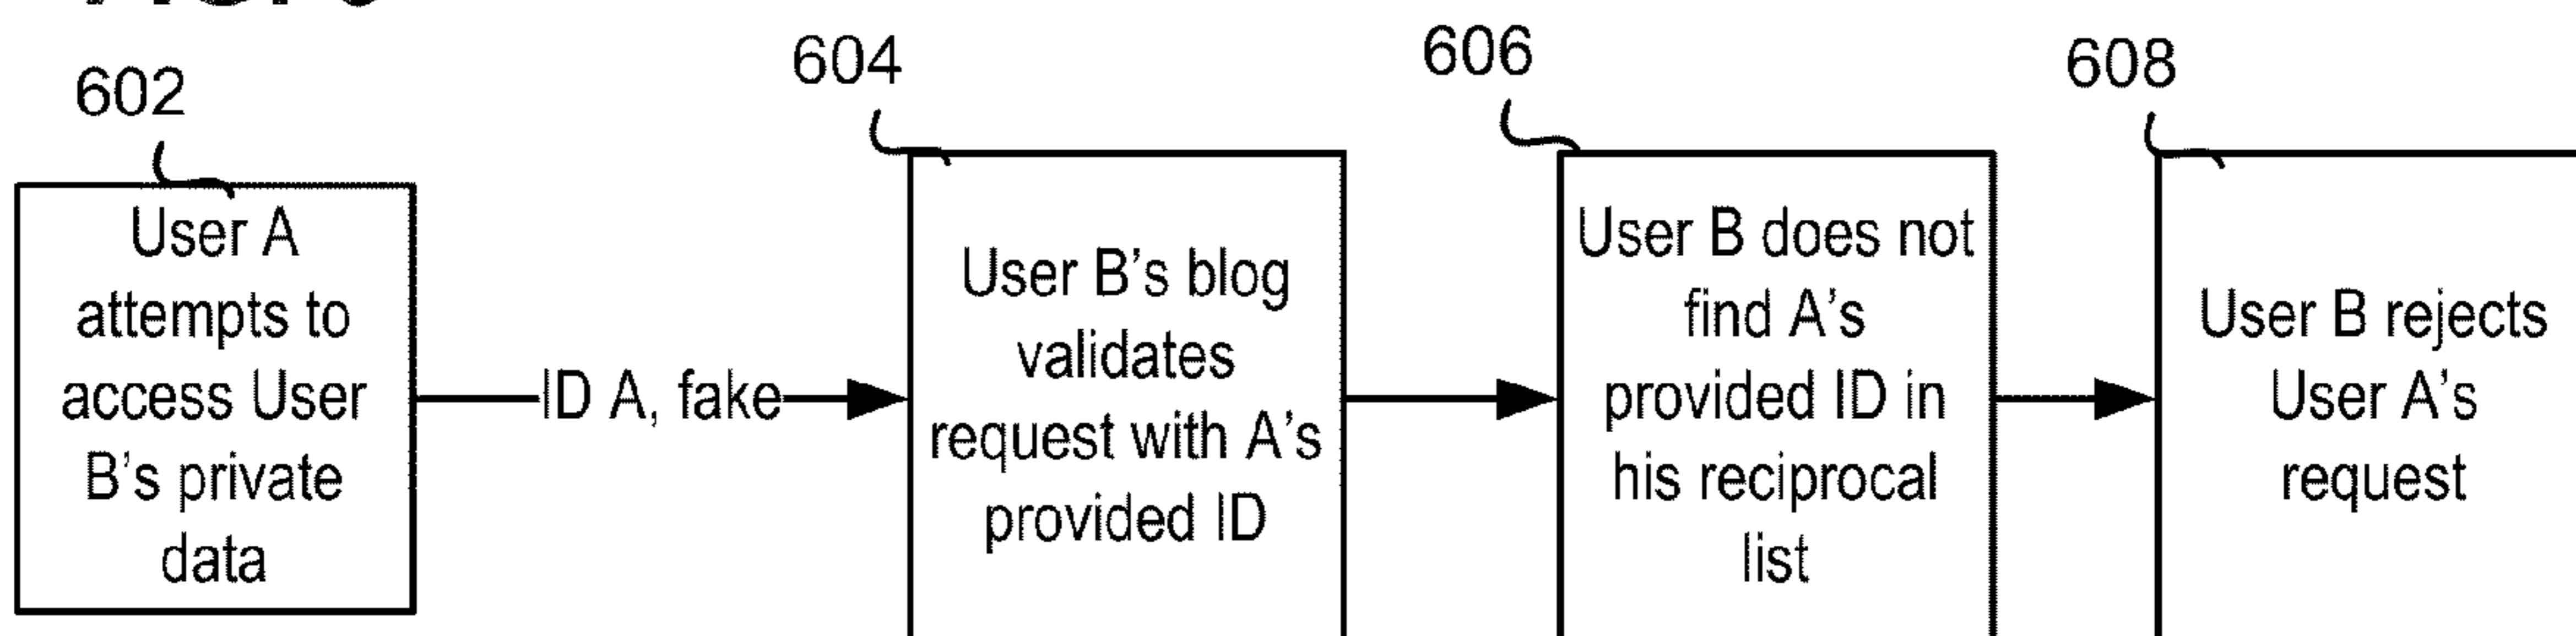 602
604
606
608
User A
attempts to
access User
B's private
data
ID A, fake
User B's blog
validates
request with A's
provided ID
User B does not
find A's
provided ID in
his reciprocal
list
User B rejects
User A's
request